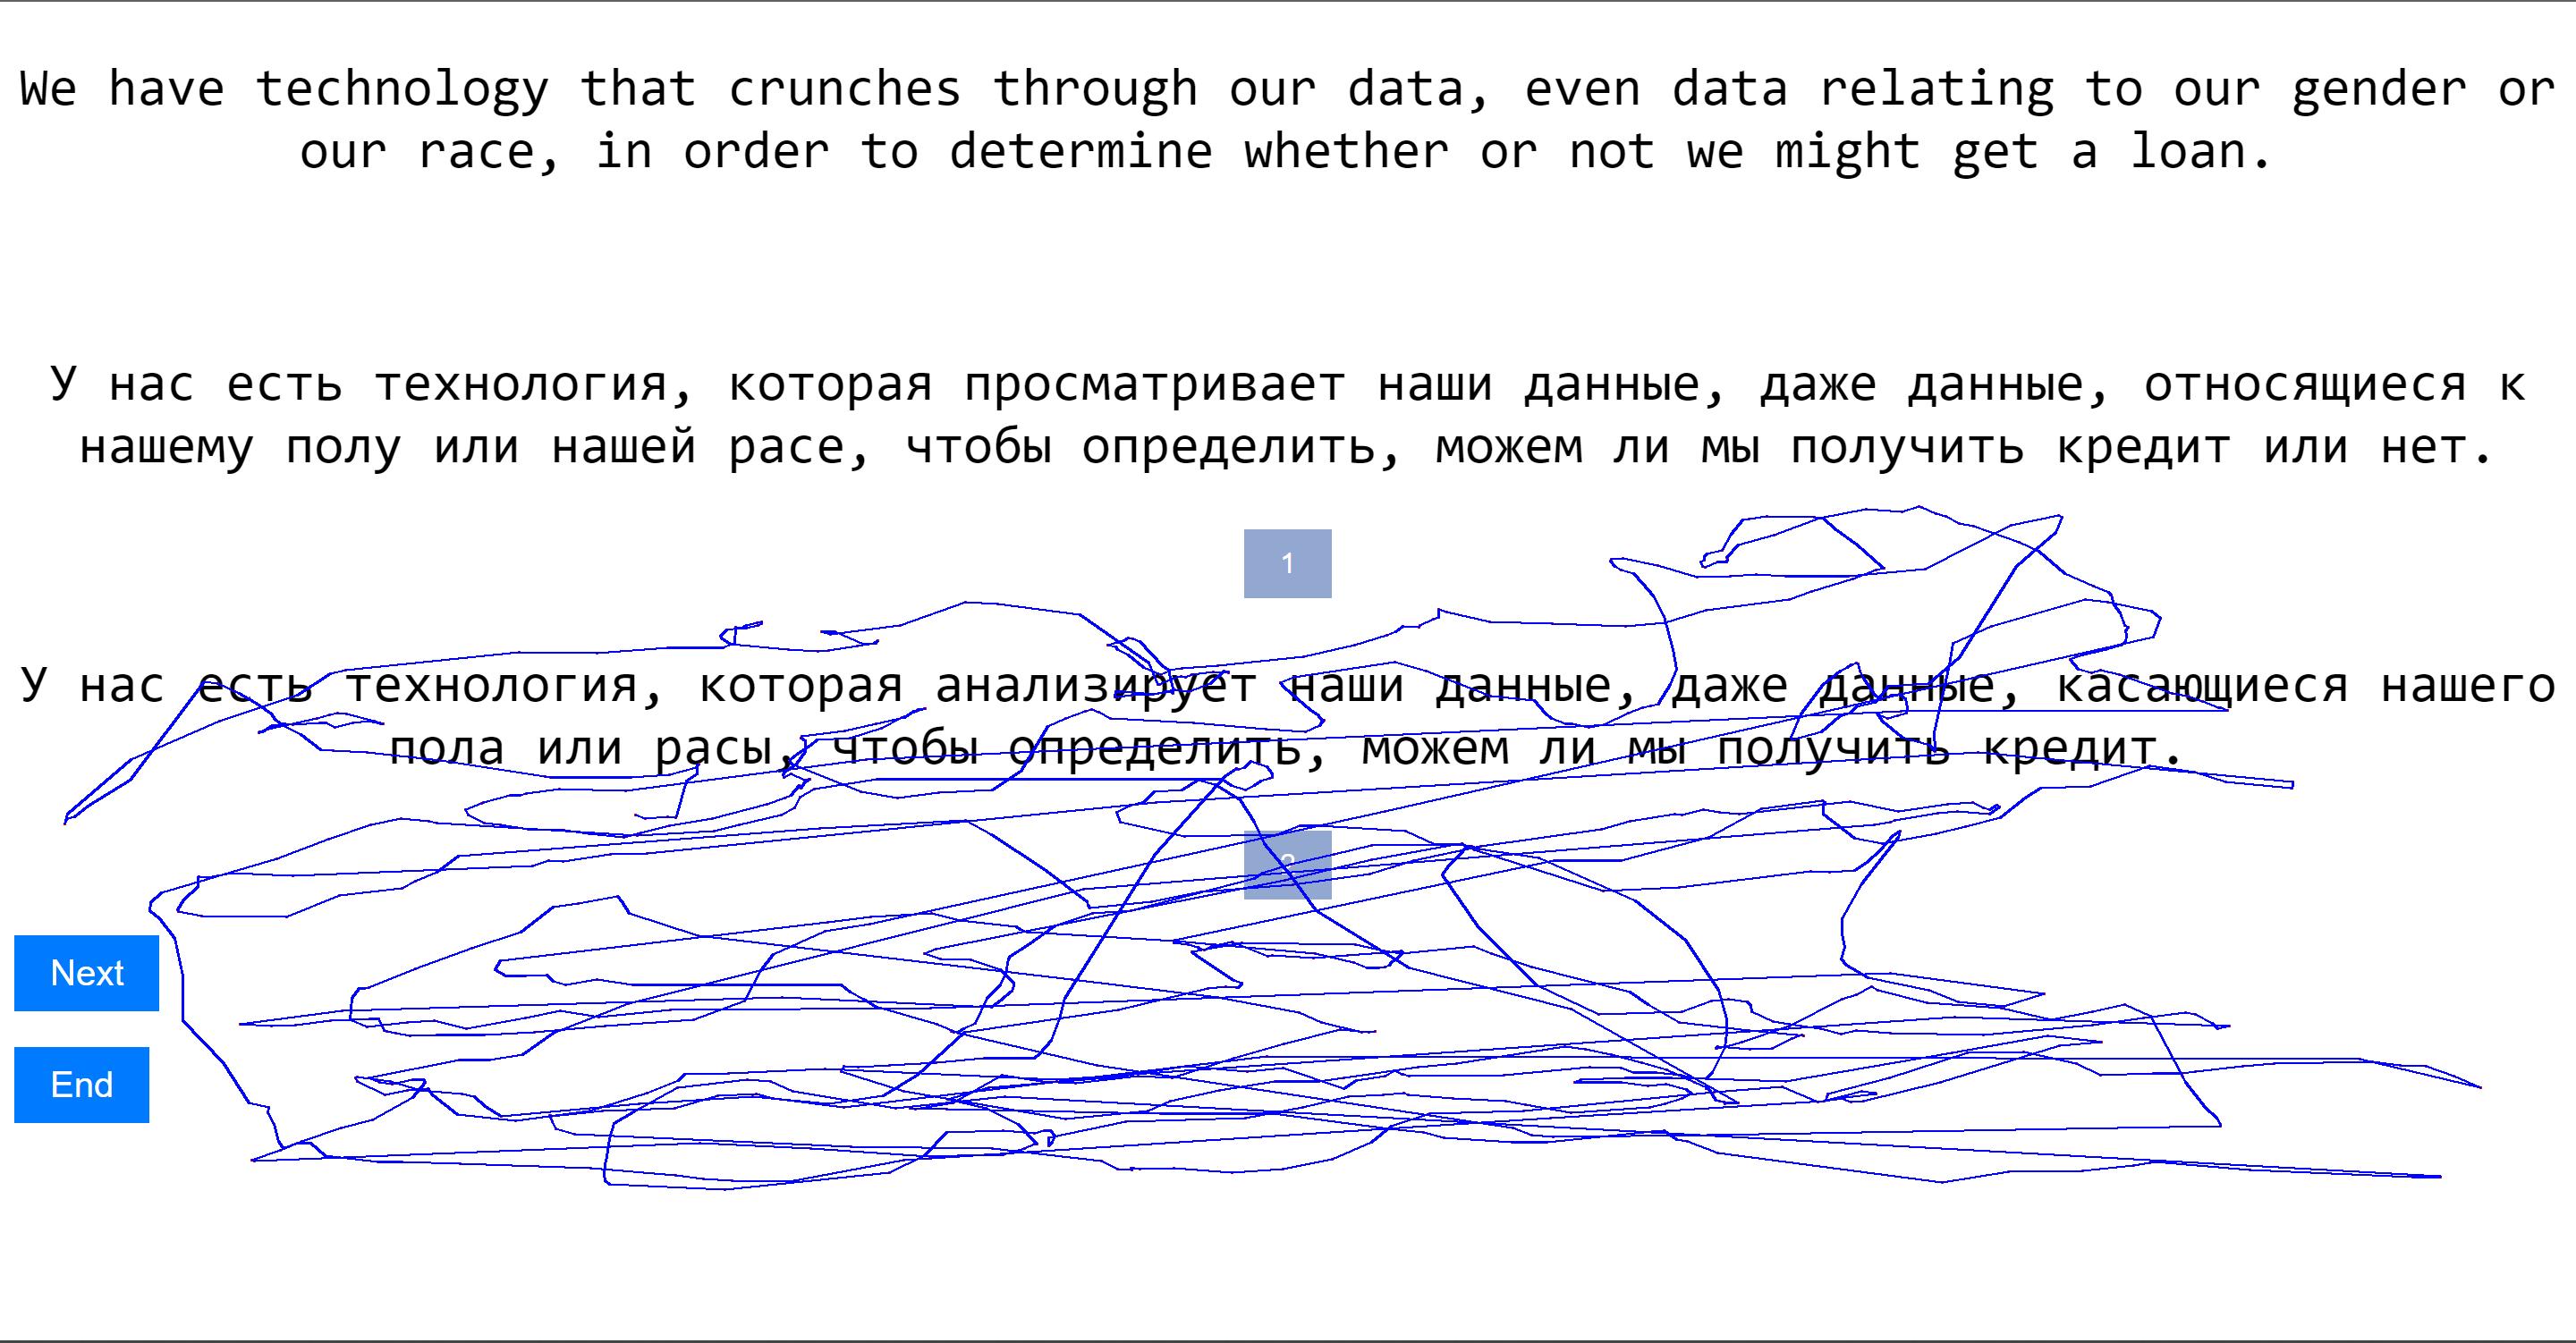 We have technology that crunches through our data, even data relating to our gender or
our race, in order to determine whether or not we might get a loan.
У нас есть технология, которая просматривает наши данные, даже данные, относящиеся к
нашему полу или нашей расе, чтобы определить, можем ли мы получить кредит или нет.
1
У нас есть технология, которая анализирует наши данные, даже данные, касающиеся нашего
пола или расы, чтобы определить, можем ли мы получить кредит.
2
Next
End